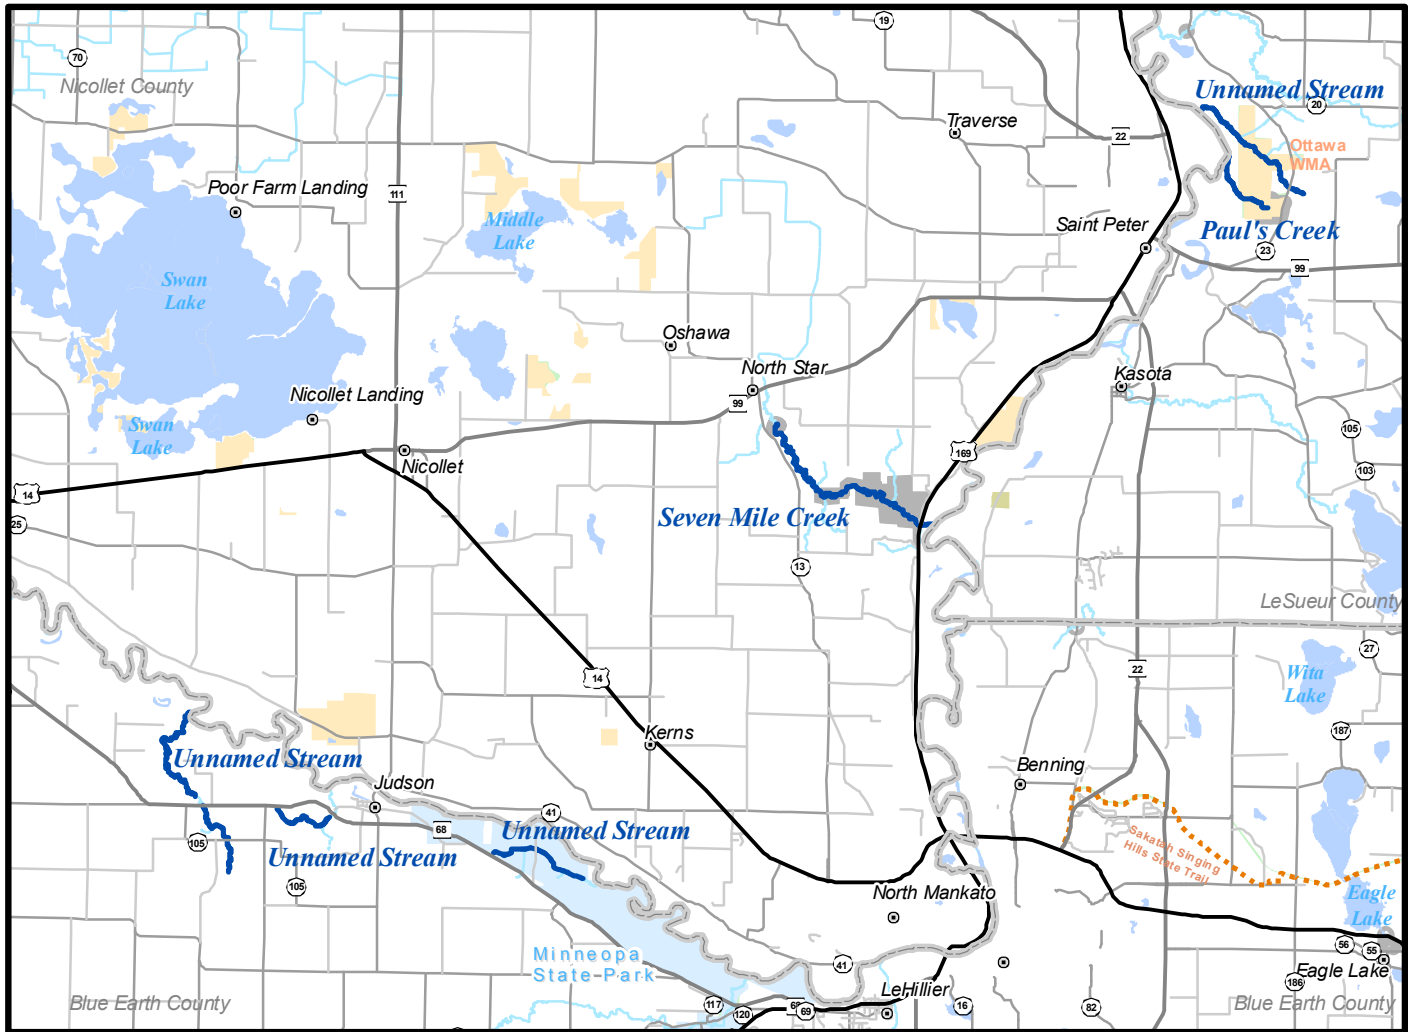 19
70
Nicollet County
Unnamed Stream
20
Traverse
22
Ottawa
WMA
Poor Farm Landing
111
Middle
Lake
Saint Peter
Paul's Creek
23
99
Swan
Lake
Oshawa
North Star
Kasota
Nicollet Landing
99
Swan
Lake
105
169
Nicollet
103
14
25
Seven Mile Creek
13
LeSueur County
27
22
Wita
Lake
14
187
Kerns
Unnamed Stream
Benning
Judson
41
68
Unnamed Stream
105
Unnamed Stream
Sakatah Singing
Hills State Trail
105
North Mankato
Eagle
Lake
56
55
Minneopa
State Park
41
Eagle Lake
186
LeHillier
Blue Earth County
117
120
68
69
16
82
Blue Earth County